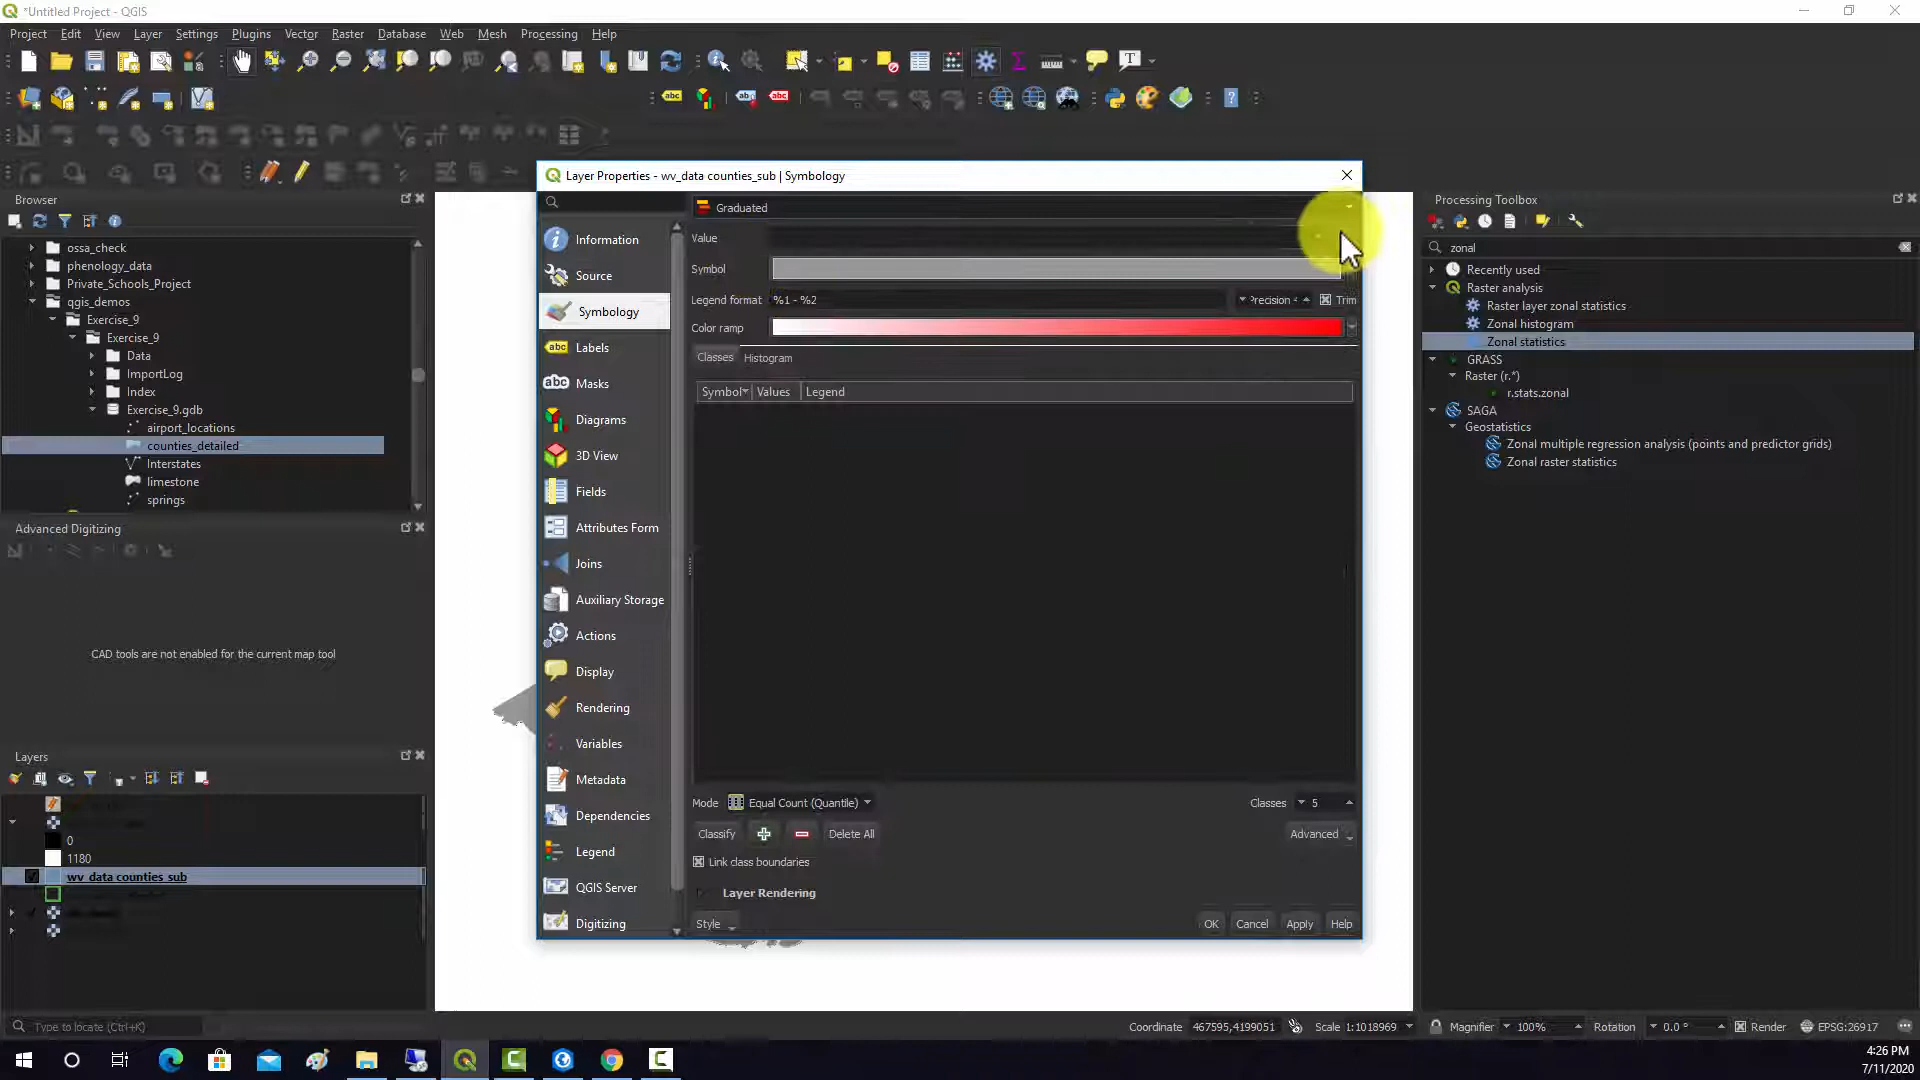 *Untitled Project - QGIS
Project Edit View Layer Settings Plugins Vector Raster Database Web Mesh Processing Help
Browser
ossa_check
phenology_data
Private_Schools_Project
qgis_demos
Exercise_9
Exercise_9
Data
ImportLog
Index
Exercise_9.gdb
airport_locations
counties_detailed
Interstates
limestone
springs
Advanced Digitizing
CAD tools are not enabled for the current map tool
Layers
0
1180
wv_data counties_sub
Type to locate (Ctrl+K)
Layer Properties - wv_data counties_sub | Symbology
Information
Source
Symbology
Labels
Masks
Diagrams
3D View
Fields
Attributes Form
Joins
Auxiliary Storage
Actions
Display
Rendering
Variables
Metadata
Dependencies
Legend
QGIS Server
Digitizing
Graduated
Value
Symbol
Legend format %1 - %2 Trim
Color ramp
Classes Histogram
Symbol Values Legend
Mode Equal Count (Quantile) Classes 5
Classify Delete All Advanced
Link class boundaries
Layer Rendering
Style OK Cancel Apply Help
Processing Toolbox
zonal
Recently used
Raster analysis
Raster layer zonal statistics
Zonal histogram
Zonal statistics
GRASS
Raster (r.*)
r.stats.zonal
SAGA
Geostatistics
Zonal multiple regression analysis (points and predictor grids)
Zonal raster statistics
Coordinate 467595,4199051 Scale 1:1018969 Magnifier 100% Rotation 0.0 ° Render EPSG:26917
4:26 PM
7/11/2020